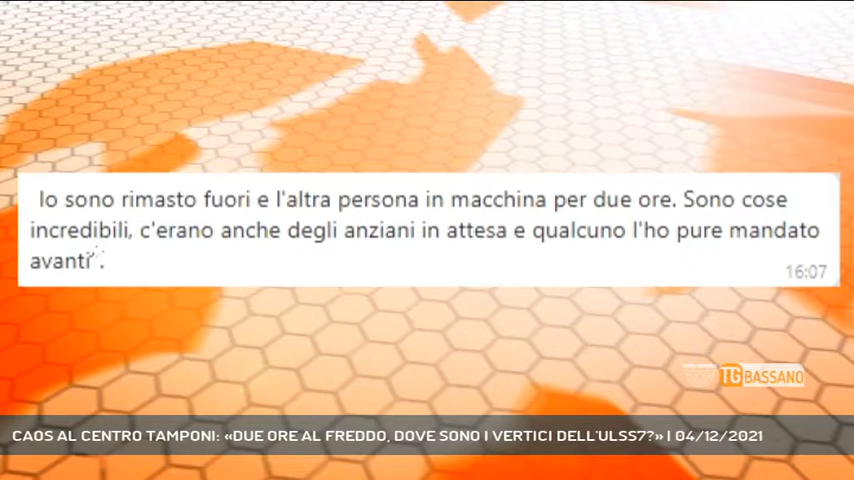 Io sono rimasto fuori e l'altra persona in macchina per due ore. Sono cose
incredibili, c'erano anche degli anziani in attesa e qualcuno l'ho pure mandato
avanti".
16:07
TG BASSANO
CAOS AL CENTRO TAMPONI: «DUE ORE AL FREDDO, DOVE SONO I VERTICI DELL'ULSS7?» | 04/12/2021